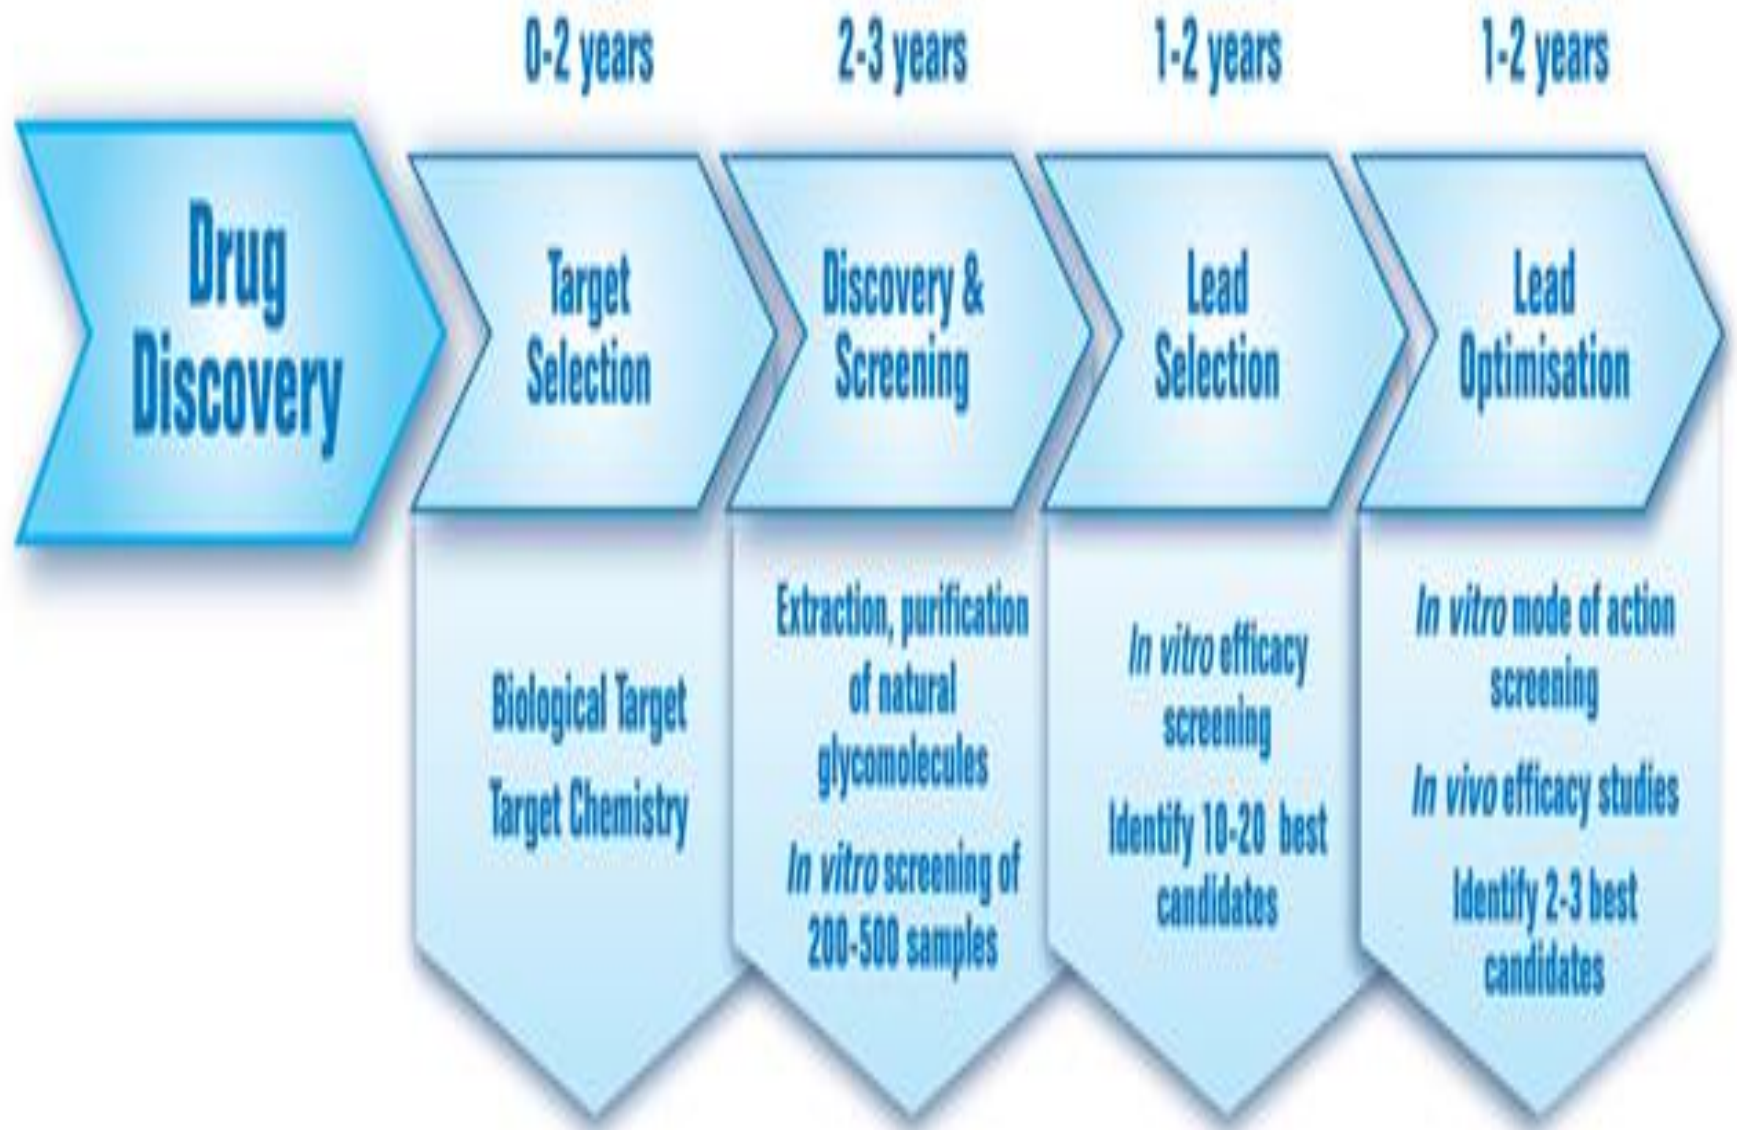 0-2 years
2-3 years
1-2 years
1-2 years
Drug
Discovery
Target
Selection
Discovery &
Screening
Lead
Selection
Lead
Optimisation
Biological Target
Target Chemistry
Extraction, purification
of natural
glycomolecules
In vitro screening of
200-500 samples
In vitro efficacy
screening
Identify 10-20 best
candidates
In vitro mode of action
screening
In vivo efficacy studies
Identify 2-3 best
candidates